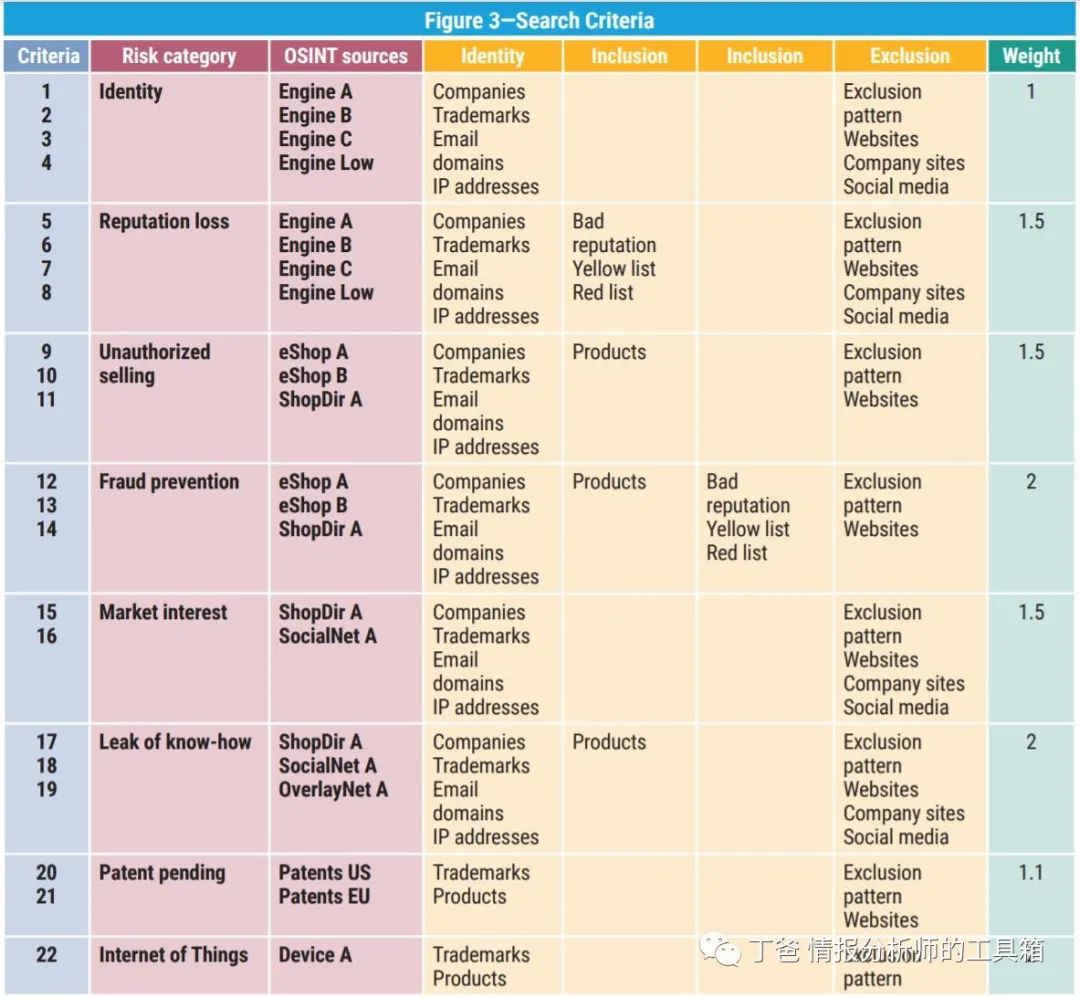 Figure 3—Search Criteria
Criteria Risk category OSINT sources Identity Inclusion Inclusion Exclusion Weight
1 Identity Engine A Companies Exclusion 1
2 Engine B Trademarks pattern
3 Engine C Email Websites
4 Engine Low domains Company sites
IP addresses Social media
5 Reputation loss Engine A Companies Bad Exclusion 1.5
6 Engine B Trademarks reputation pattern
7 Engine C Email Yellow list Websites
8 Engine Low domains Red list Company sites
IP addresses Social media
9 Unauthorized eShop A Companies Products Exclusion 1.5
10 selling eShop B Trademarks pattern
11 ShopDir A Email Websites
domains
IP addresses
12 Fraud prevention eShop A Companies Products Bad Exclusion 2
13 eShop B Trademarks reputation pattern
14 ShopDir A Email Yellow list Websites
domains Red list
IP addresses
15 Market interest ShopDir A Companies Exclusion 1.5
16 SocialNet A Trademarks pattern
Email Websites
domains Company sites
IP addresses Social media
17 Leak of know-how ShopDir A Companies Products Exclusion 2
18 SocialNet A Trademarks pattern
19 OverlayNet A Email Websites
domains Company sites
IP addresses Social media
20 Patent pending Patents US Trademarks Exclusion 1.1
21 Patents EU Products pattern
Websites
22 Internet of Things Device A Trademarks Exclusion
Products pattern
丁爸 情报分析师的工具箱